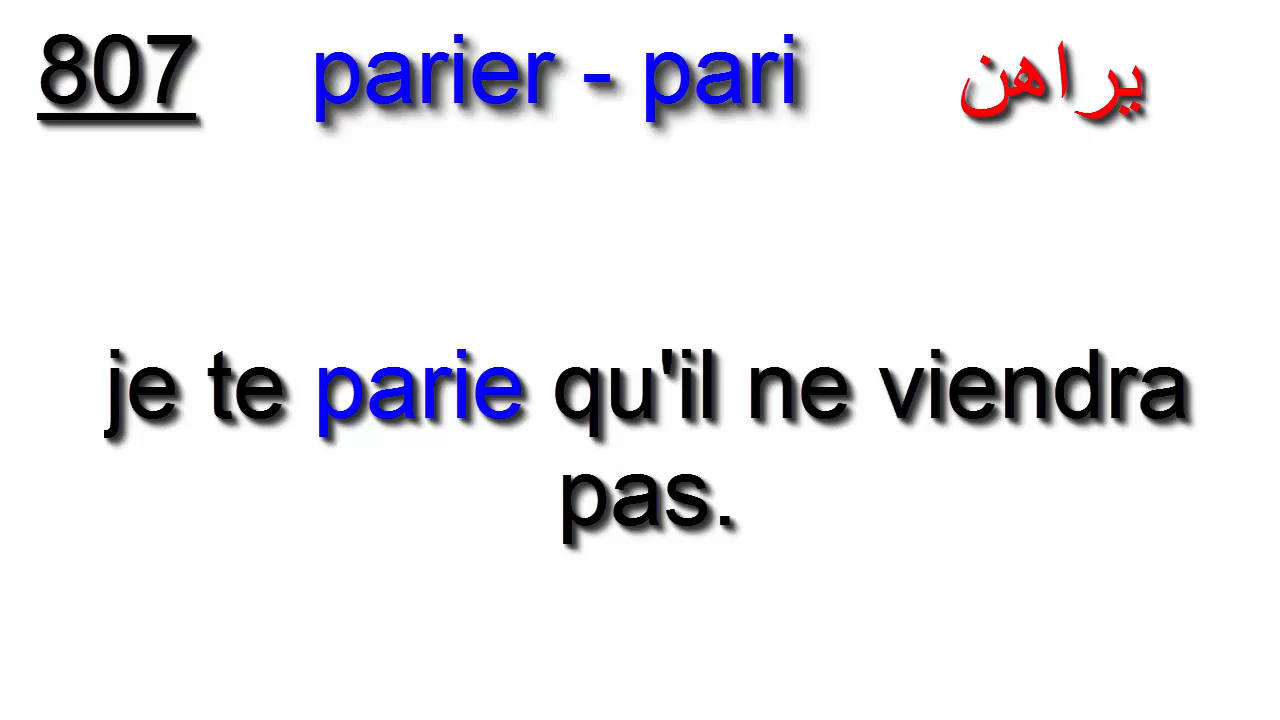 807 parier - pari يراهن
je te parie qu'il ne viendra
pas.